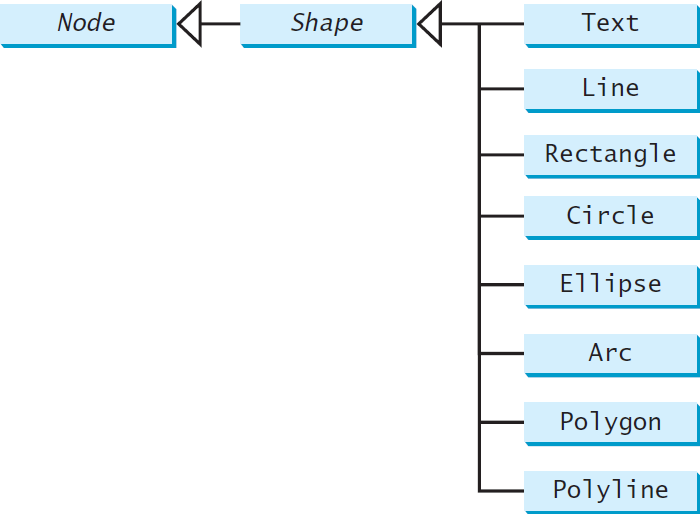 Node
Shape
Text
Line
Rectangle
Circle
Ellipse
Arc
Polygon
Polyline